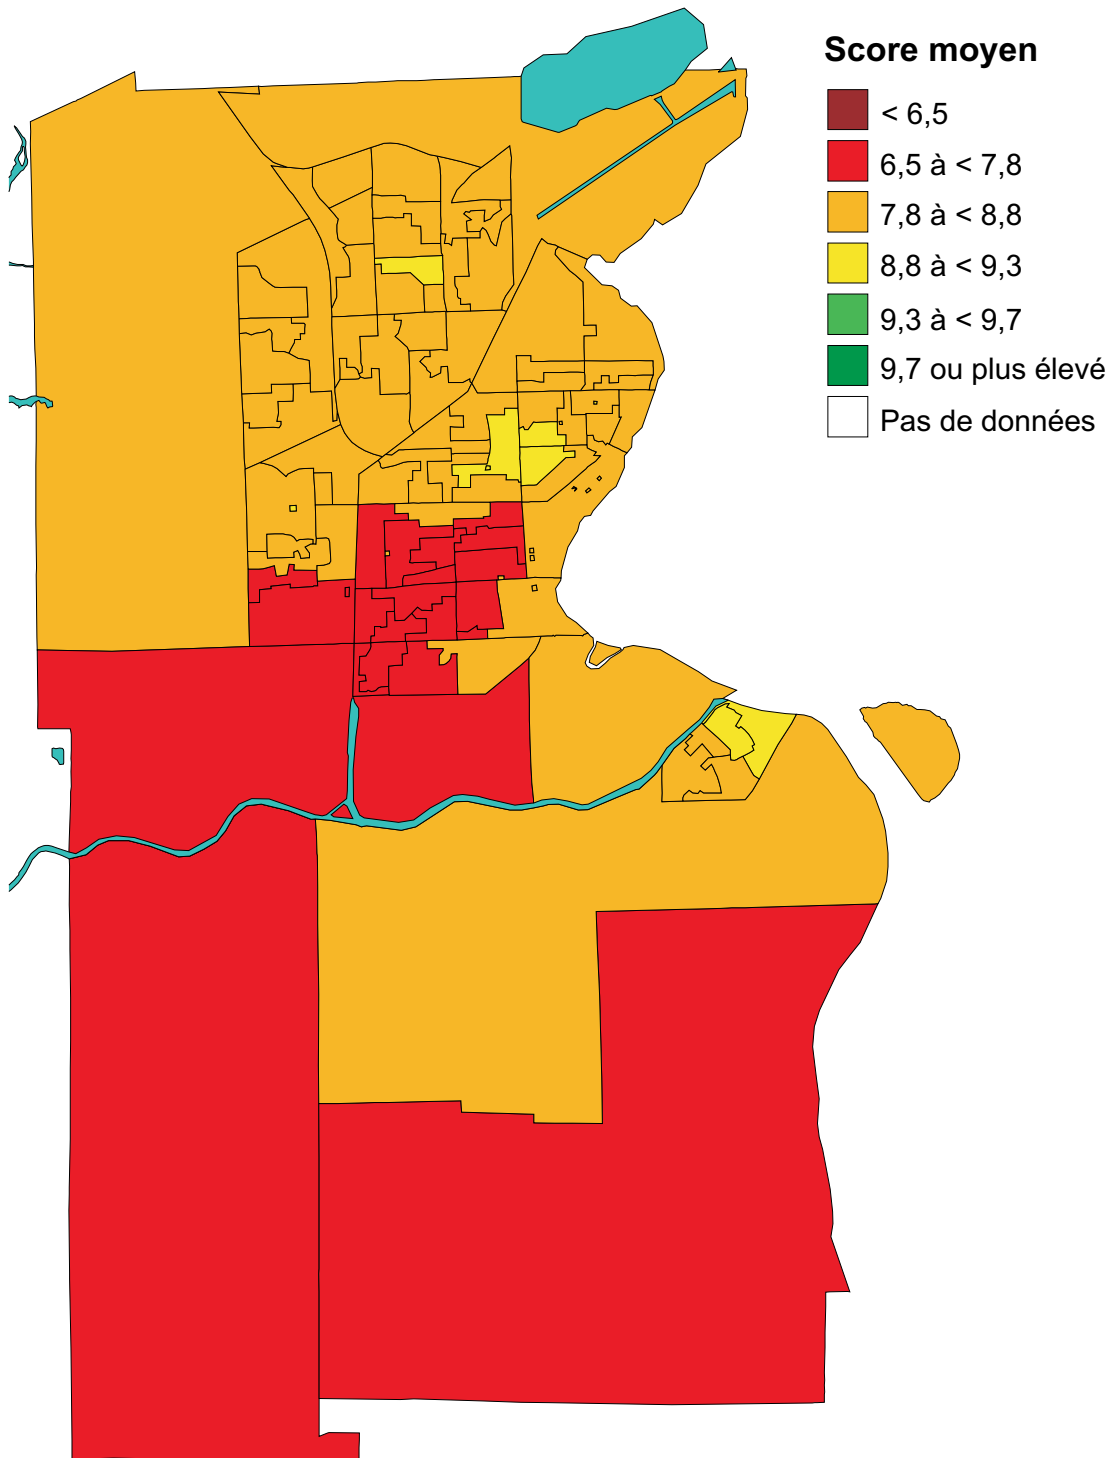 Score moyen
< 6,5
6,5 à < 7,8
7,8 à < 8,8
8,8 à < 9,3
9,3 à < 9,7
9,7 ou plus élevé
Pas de données